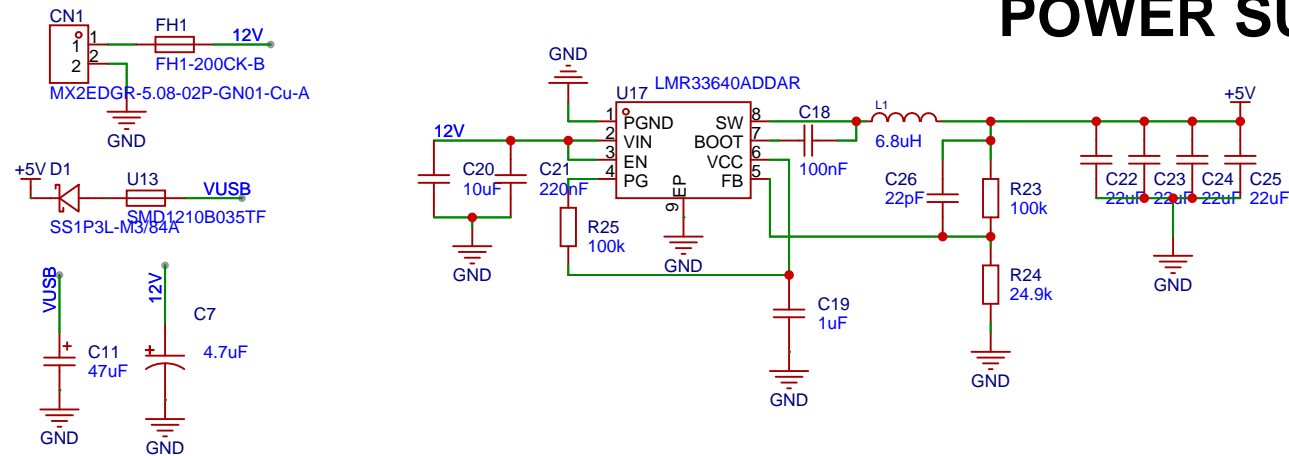 POWER SU
CN1
1
1
2
2
MX2EDGR-5.08-02P-GN01-Cu-A
GND
FH1
FH1-200CK-B
12V
+5V
D1
SS1P3L-M3/84A
U13
SMD1210B035TF
VUSB
VUSB
C11
47uF
GND
12V
C7
4.7uF
GND
GND
U17
LMR33640ADDAR
1
PGND
2
VIN
3
EN
4
PG
8
SW
7
BOOT
6
VCC
5
FB
9
EP
GND
12V
C20
10uF
C21
220nF
GND
R25
100k
C18
100nF
L1
6.8uH
C19
1uF
GND
C26
22pF
R23
100k
R24
24.9k
GND
+5V
C22
22uF
C23
22uF
C24
22uF
C25
22uF
GND